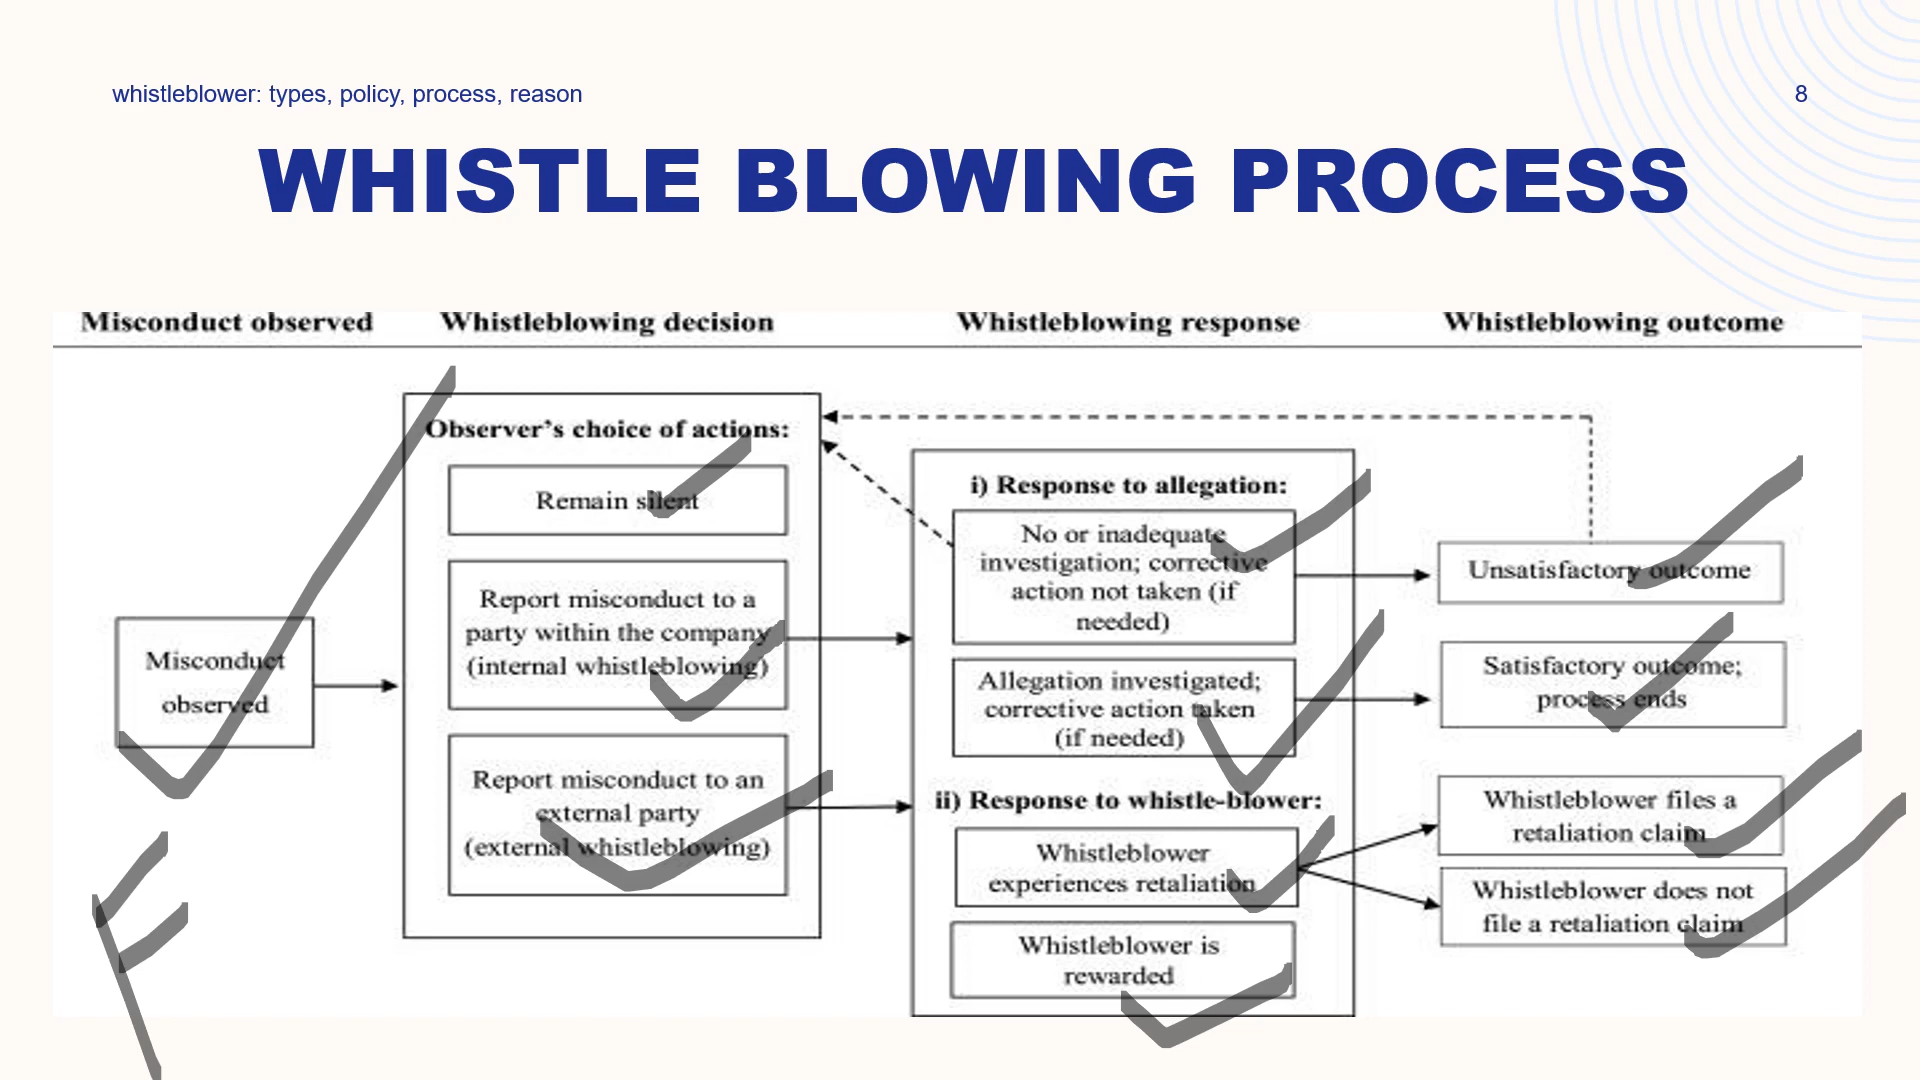 whistleblower: types, policy, process, reason
8
WHISTLE BLOWING PROCESS
Misconduct observed
Whistleblowing decision
Whistleblowing response
Whistleblowing outcome
Misconduct
observed
Observer's choice of actions:
Remain silent
Report misconduct to a
party within the company
(internal whistleblowing)
Report misconduct to an
external party
(external whistleblowing)
i) Response to allegation:
No or inadequate
investigation; corrective
action not taken (if
needed)
Allegation investigated;
corrective action taken
(if needed)
ii) Response to whistle-blower:
Whistleblower
experiences retaliation
Whistleblower is
rewarded
Unsatisfactory outcome
Satisfactory outcome;
process ends
Whistleblower files a
retaliation claim
Whistleblower does not
file a retaliation claim
F